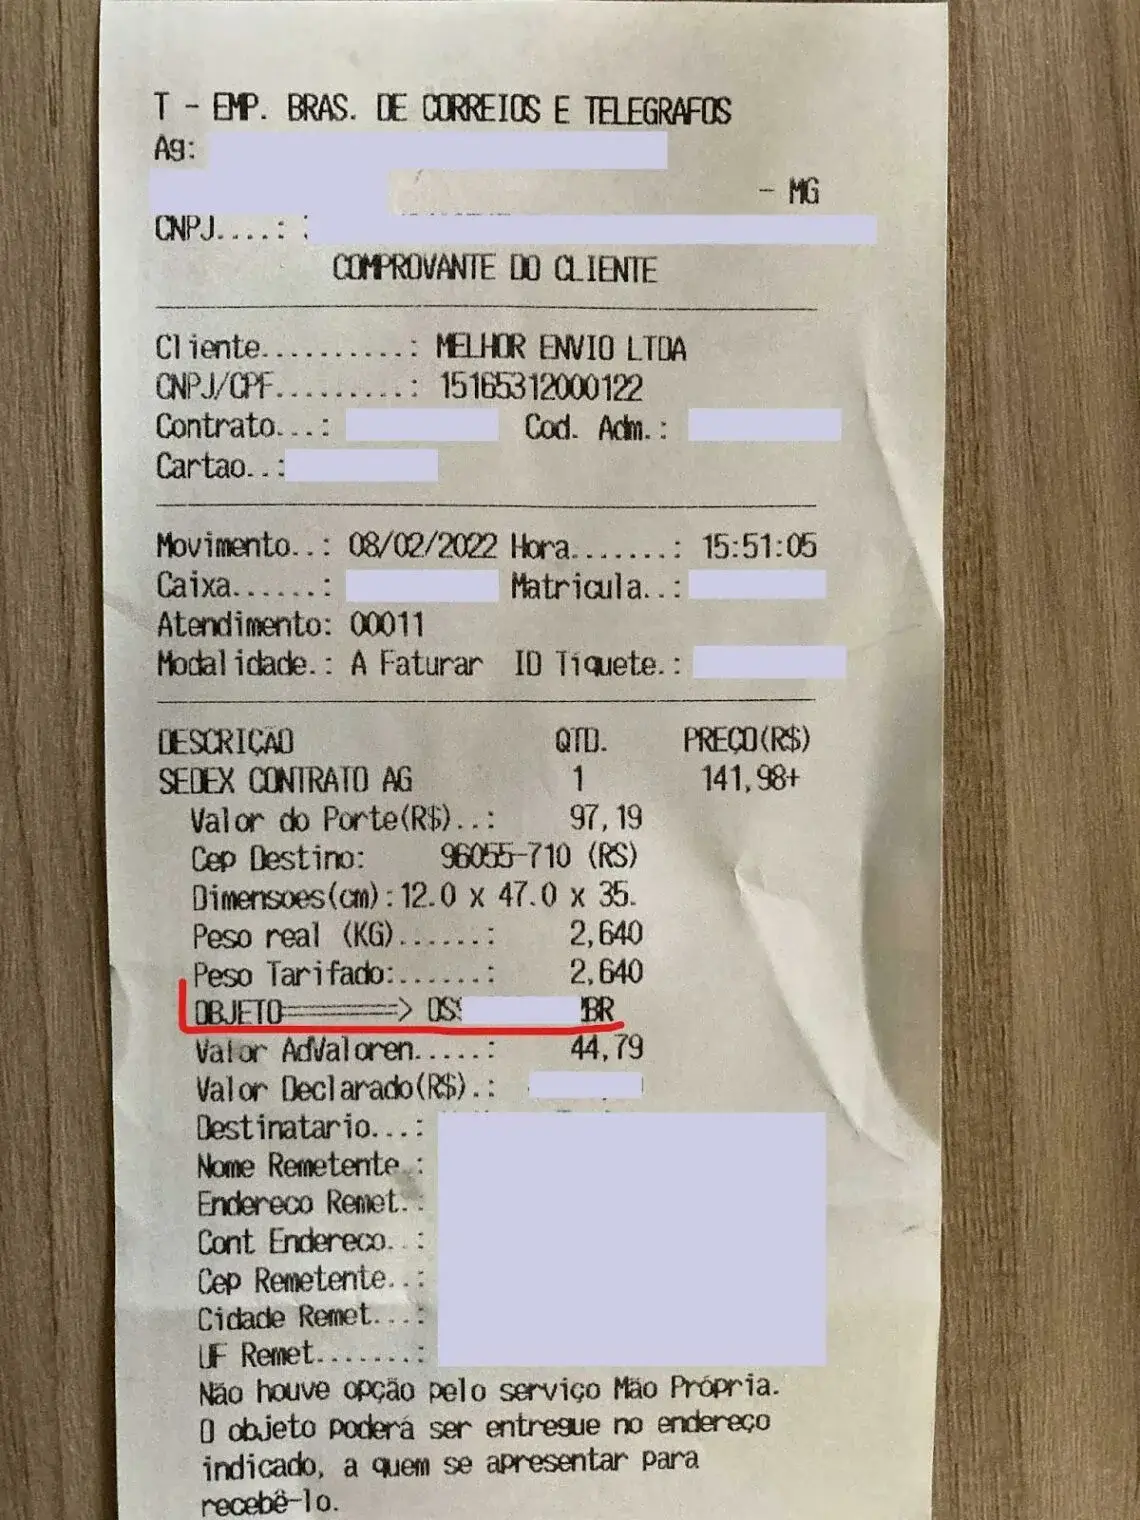 T - EMP. BRAS. DE CORREIOS E TELEGRAFOS
Ag:
- MG
CNPJ....:
COMPROVANTE DO CLIENTE
Cliente..........: MELHOR ENVIO LTDA
CNPJ/CPF.........: 15165312000122
Contrato...: Cod. Adm.:
Cartao..:
Movimento..: 08/02/2022 Hora.......: 15:51:05
Caixa......: Matricula..:
Atendimento: 00011
Modalidade.: A Faturar ID Tiquete.:
DESCRIÇÃO QTD. PREÇO(R$)
SEDEX CONTRATO AG 1 141,98+
Valor do Porte(R$)..: 97,19
Cep Destino: 96055-710 (RS)
Dimensoes(cm):12.0 x 47.0 x 35.
Peso real (KG)......: 2,640
Peso Tarifado:......: 2,640
OBJETO========> BR
Valor AdValoren.....: 44,79
Valor Declarado(R$).:
Destinatario...:
Nome Remetente.:
Endereco Remet.:
Cont Endereco..:
Cep Remetente..:
Cidade Remet...:
UF Remet.......:
Não houve opção pelo serviço Mão Própria.
O objeto poderá ser entregue no endereço
indicado, a quem se apresentar para
recebê-lo.